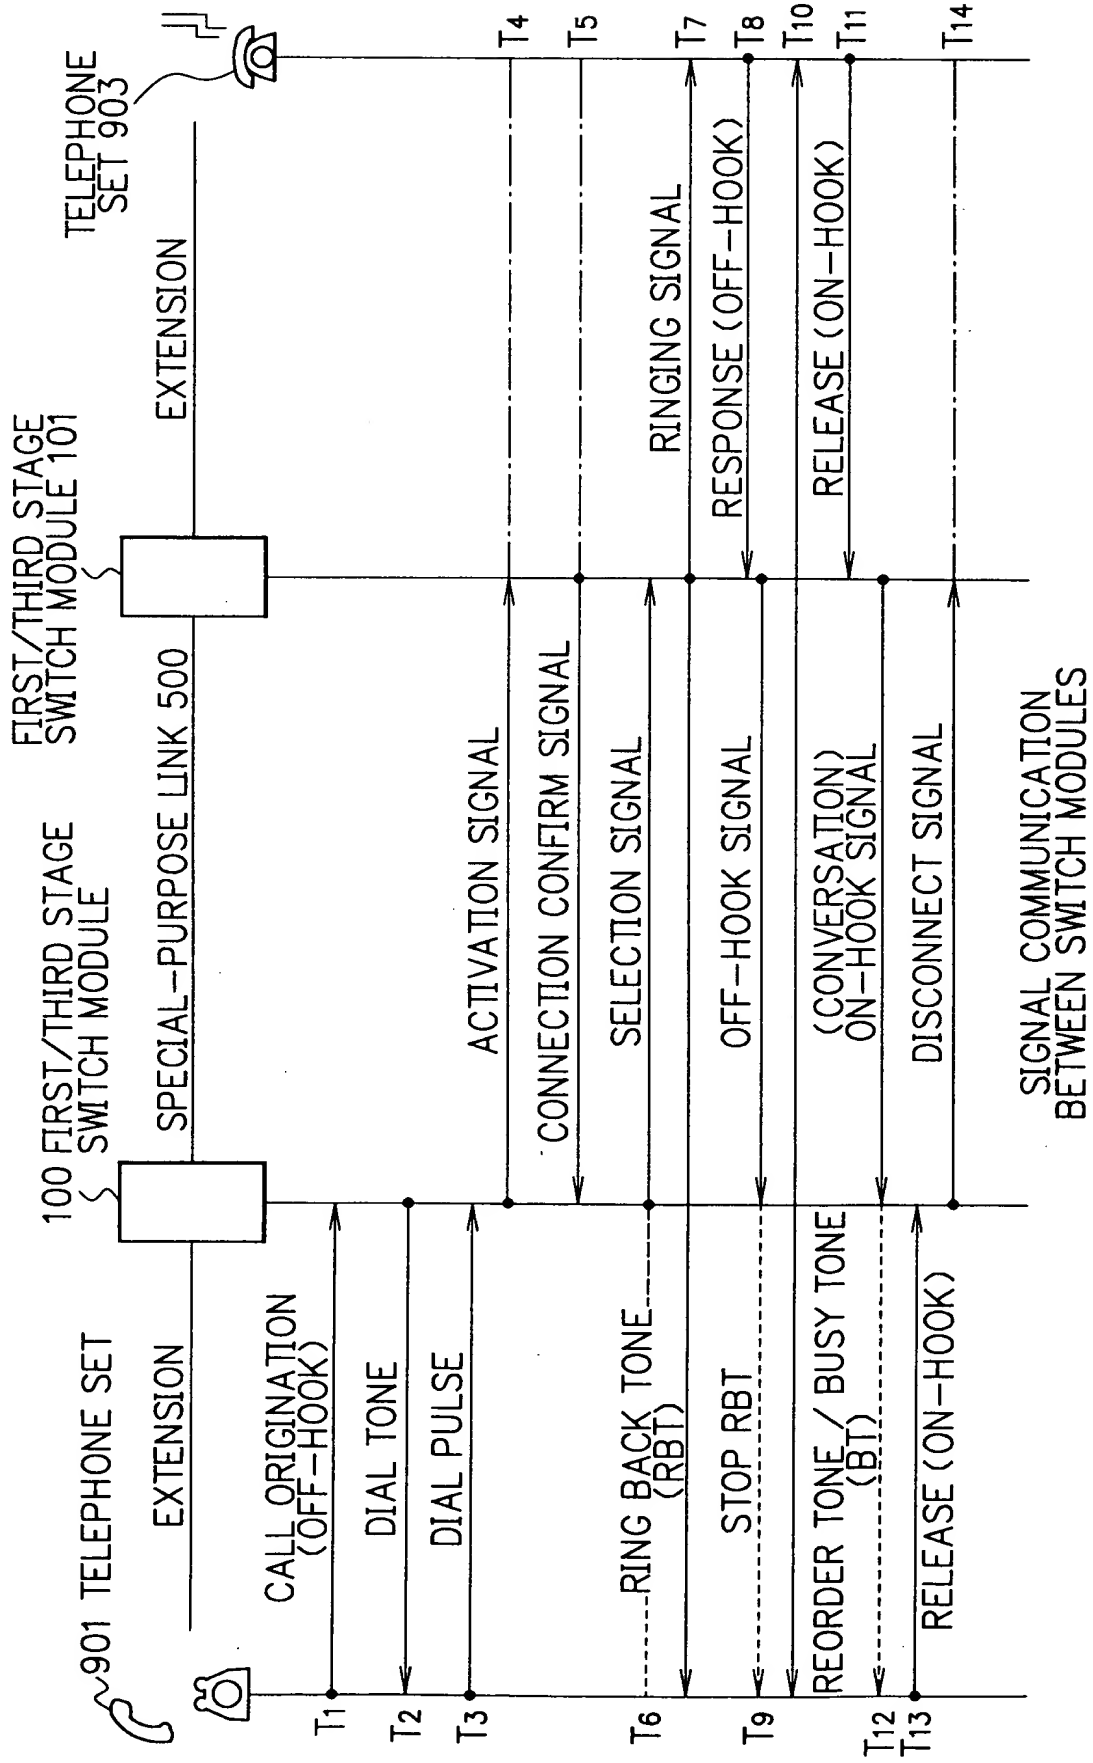 901 TELEPHONE SET
EXTENSION
100 FIRST/THIRD STAGE
SWITCH MODULE
SPECIAL-PURPOSE LINK 500
FIRST/THIRD STAGE
SWITCH MODULE 101
EXTENSION
TELEPHONE
SET 903
T1
CALL ORIGINATION
(OFF-HOOK)
T2
DIAL TONE
T3
DIAL PULSE
ACTIVATION SIGNAL
T4
CONNECTION CONFIRM SIGNAL
T5
T6
RING BACK TONE
(RBT)
SELECTION SIGNAL
RINGING SIGNAL
T7
RESPONSE (OFF-HOOK)
T8
T9
STOP RBT
OFF-HOOK SIGNAL
T10
(CONVERSATION)
RELEASE (ON-HOOK)
T11
T12
REORDER TONE / BUSY TONE
(BT)
ON-HOOK SIGNAL
T13
RELEASE (ON-HOOK)
DISCONNECT SIGNAL
T14
SIGNAL COMMUNICATION
BETWEEN SWITCH MODULES